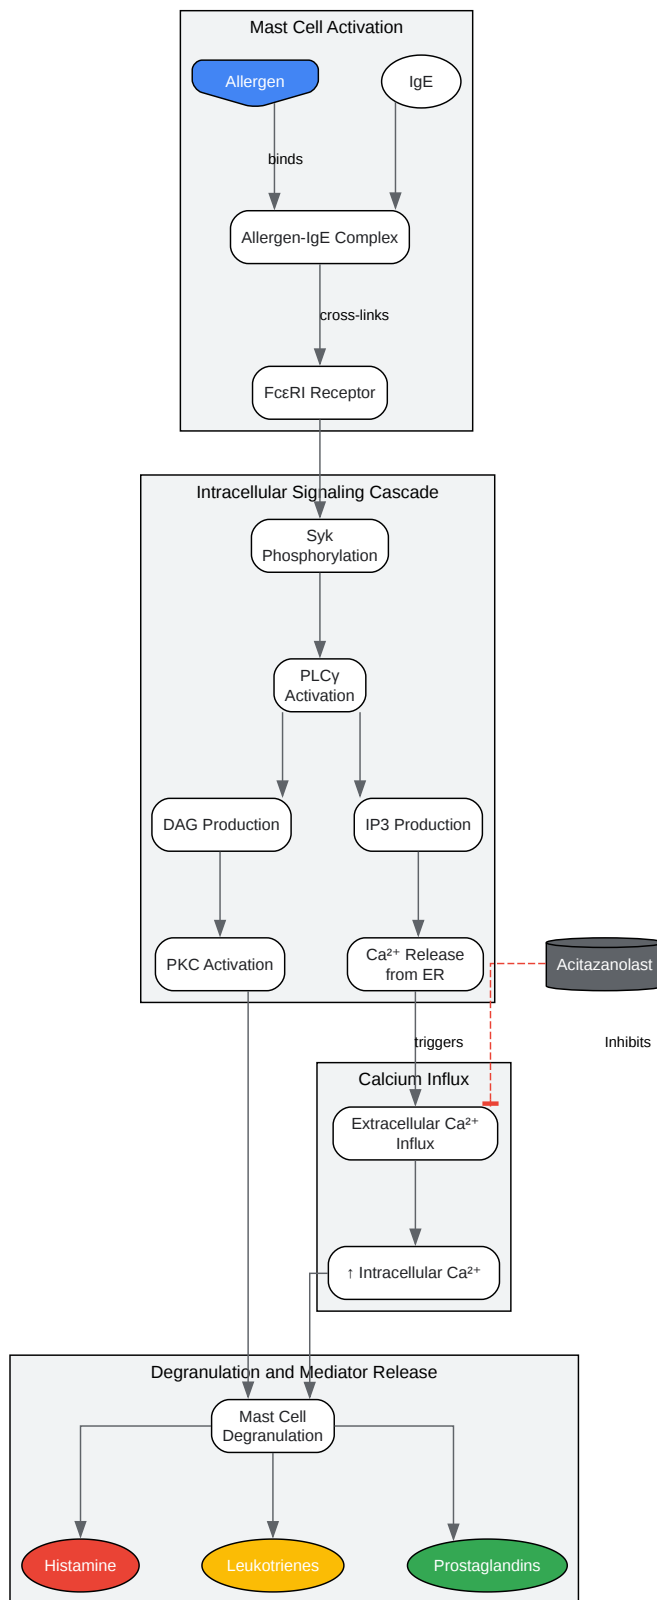 Mast Cell Activation
Allergen
IgE
binds
Allergen-IgE Complex
cross-links
FcεRI Receptor
Intracellular Signaling Cascade
Syk
Phosphorylation
PLCγ
Activation
DAG Production
IP3 Production
PKC Activation
Ca²⁺ Release
from ER
Acitazanolast
triggers
Inhibits
Calcium Influx
Extracellular Ca²⁺
Influx
↑ Intracellular Ca²⁺
Degranulation and Mediator Release
Mast Cell
Degranulation
Histamine
Leukotrienes
Prostaglandins